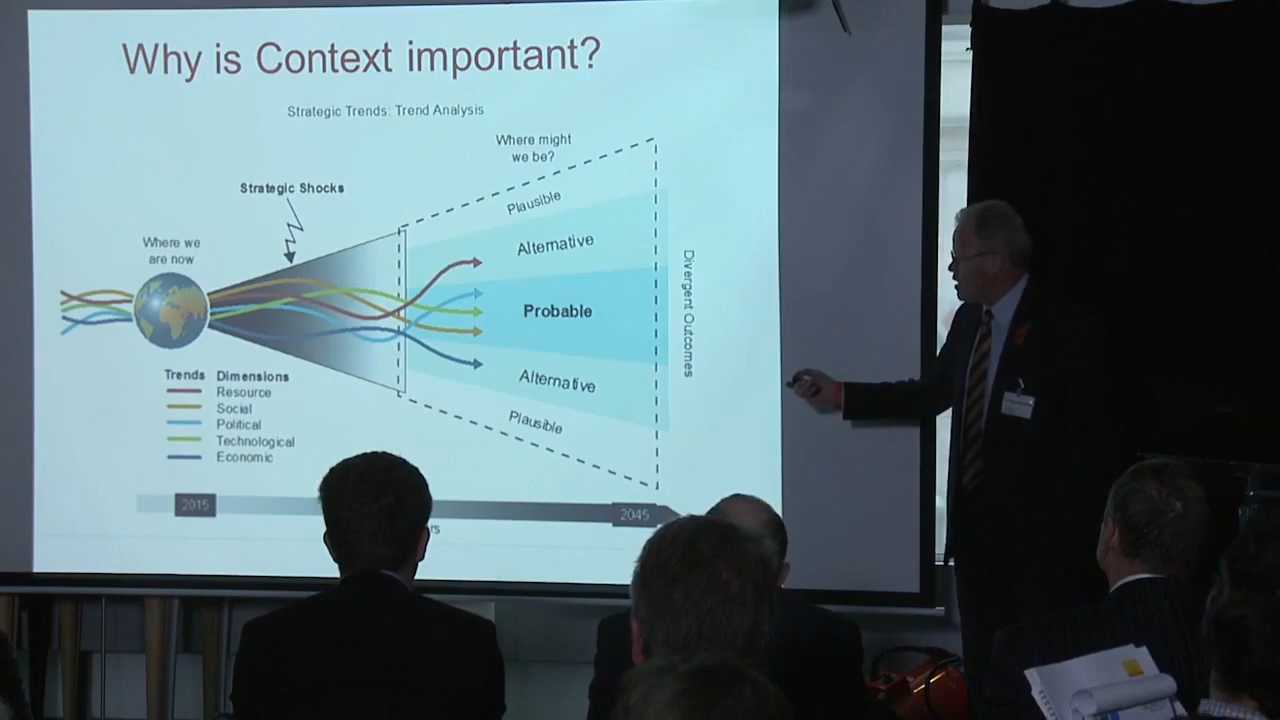 Why is Context important?
Strategic Trends: Trend Analysis
Where might
we be?
Strategic Shocks
Plausible
Where we
are now
Alternative
Probable
Divergent Outcomes
Alternative
Plausible
Trends Dimensions
Resource
Social
Political
Technological
Economic
2015
2045